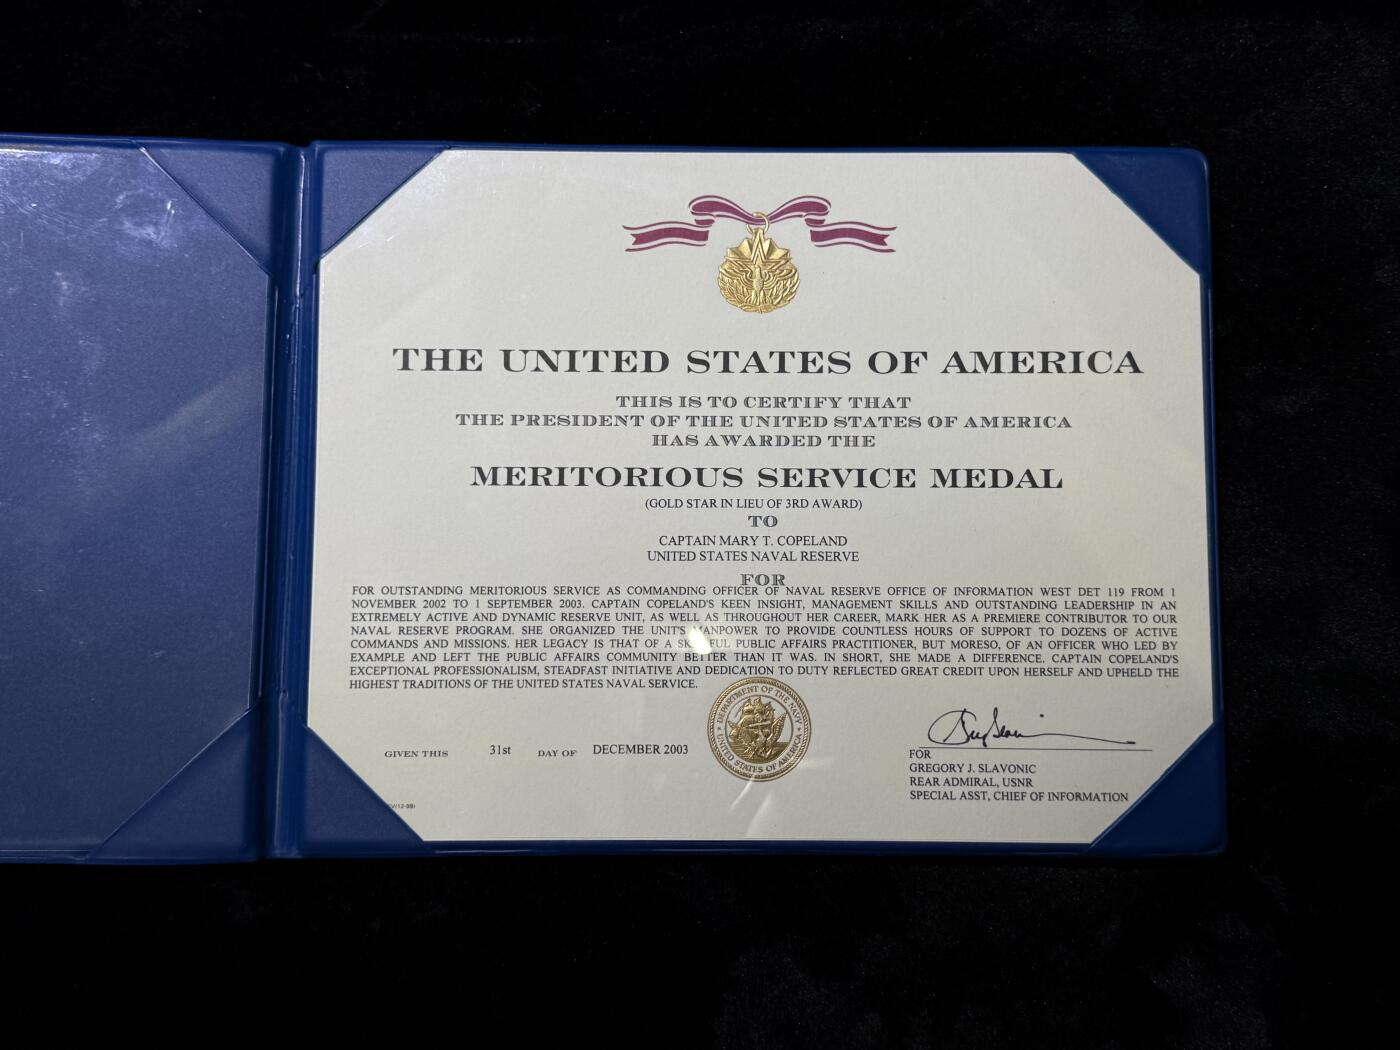 THE UNITED STATES OF AMERICA
THIS IS TO CERTIFY THAT
THE PRESIDENT OF THE UNITED STATES OF AMERICA
HAS AWARDED THE
MERITORIOUS SERVICE MEDAL
(GOLD STAR IN LIEU OF 3RD AWARD)
TO
CAPTAIN MARY T. COPELAND
UNITED STATES NAVAL RESERVE
FOR
FOR OUTSTANDING MERITORIOUS SERVICE AS COMMANDING OFFICER OF NAVAL RESERVE OFFICE OF INFORMATION WEST DET 119 FROM 1
NOVEMBER 2002 TO 1 SEPTEMBER 2003. CAPTAIN COPELAND'S KEEN INSIGHT, MANAGEMENT SKILLS AND OUTSTANDING LEADERSHIP IN AN
EXTREMELY ACTIVE AND DYNAMIC RESERVE UNIT, AS WELL AS THROUGHOUT HER CAREER, MARK HER AS A PREMIERE CONTRIBUTOR TO OUR
NAVAL RESERVE PROGRAM. SHE ORGANIZED THE UNIT'S MANPOWER TO PROVIDE COUNTLESS HOURS OF SUPPORT TO DOZENS OF ACTIVE
COMMANDS AND MISSIONS. HER LEGACY IS THAT OF A SKILLFUL PUBLIC AFFAIRS PRACTITIONER, BUT MORESO, OF AN OFFICER WHO LED BY
EXAMPLE AND LEFT THE PUBLIC AFFAIRS COMMUNITY BETTER THAN IT WAS. IN SHORT, SHE MADE A DIFFERENCE. CAPTAIN COPELAND'S
EXCEPTIONAL PROFESSIONALISM, STEADFAST INITIATIVE AND DEDICATION TO DUTY REFLECTED GREAT CREDIT UPON HERSELF AND UPHELD THE
HIGHEST TRADITIONS OF THE UNITED STATES NAVAL SERVICE.
DEPARTMENT OF THE NAVY
UNITED STATES OF AMERICA
GIVEN THIS 31st DAY OF DECEMBER 2003
FOR
GREGORY J. SLAVONIC
REAR ADMIRAL, USNR
SPECIAL ASST, CHIEF OF INFORMATION